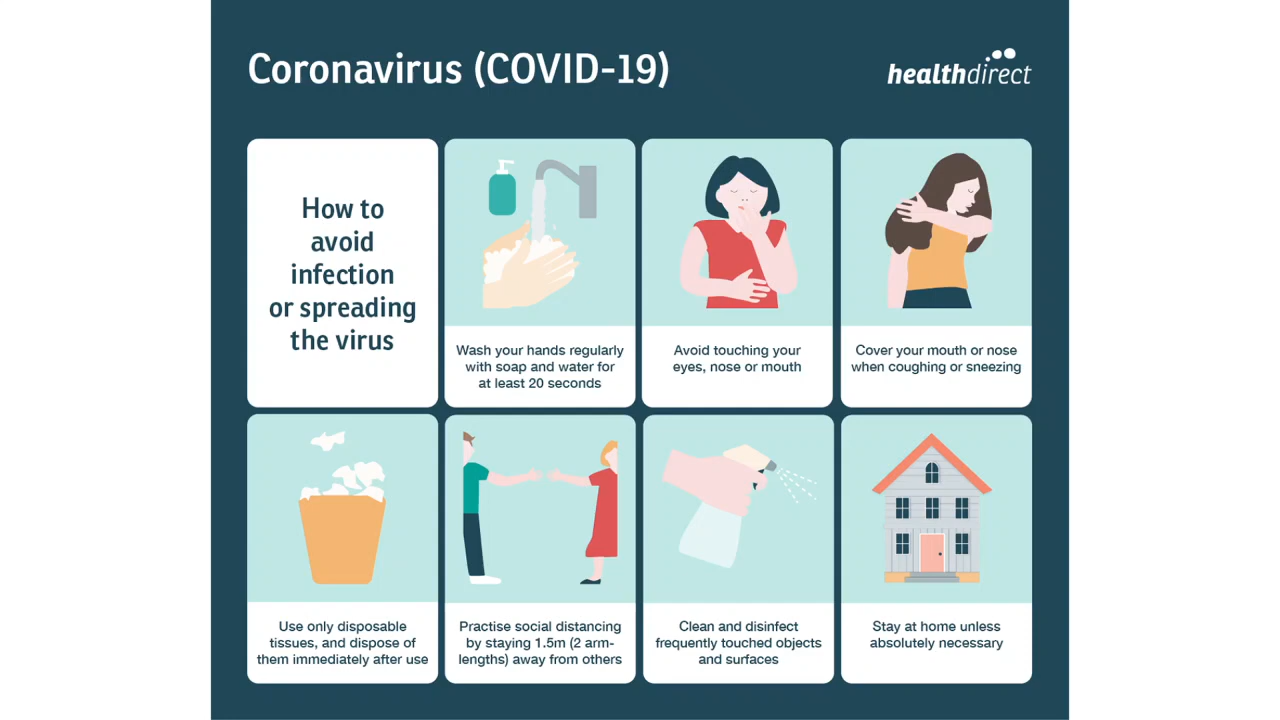 Coronavirus (COVID-19)
healthdirect
How to
avoid
infection
or spreading
the virus
Wash your hands regularly
with soap and water for
at least 20 seconds
Avoid touching your
eyes, nose or mouth
Cover your mouth or nose
when coughing or sneezing
Use only disposable
tissues, and dispose of
them immediately after use
Practise social distancing
by staying 1.5m (2 arm-
lengths) away from others
Clean and disinfect
frequently touched objects
and surfaces
Stay at home unless
absolutely necessary